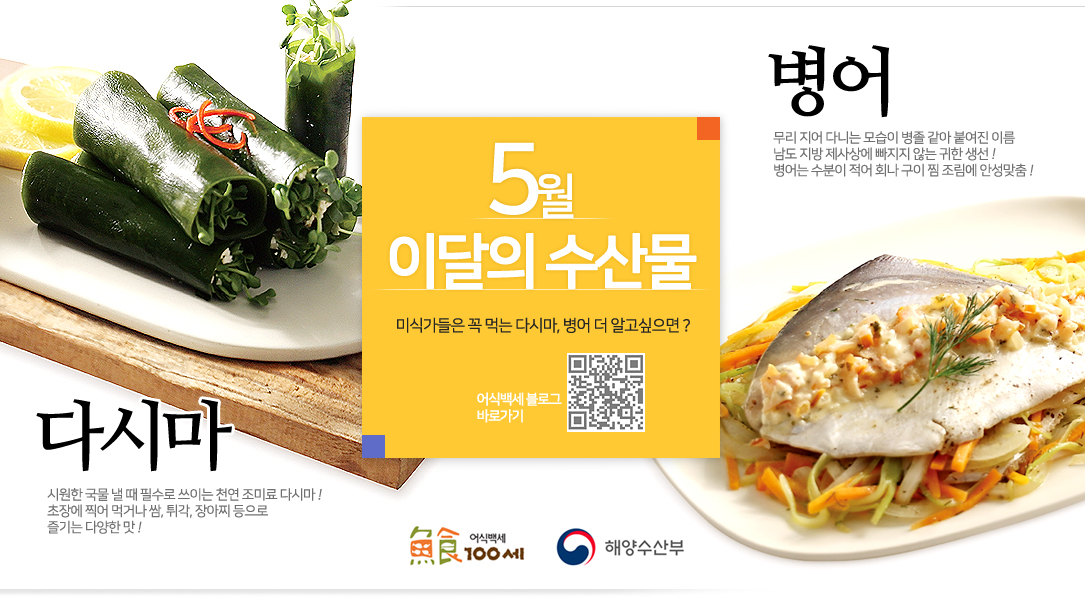 병어
무리 지어 다니는 모습이 병졸 같아 붙여진 이름
남도 지방 제사상에 빠지지 않는 귀한 생선 !
병어는 수분이 적어 회나 구이 찜 조림에 안성맞춤 !
5월
이달의 수산물
미식가들은 꼭 먹는 다시마, 병어 더 알고싶으면 ?
어식백세 블로그
바로가기
다시마
시원한 국물 낼 때 필수로 쓰이는 천연 조미료 다시마 !
초장에 찍어 먹거나 쌈, 튀각, 장아찌 등으로
즐기는 다양한 맛 !
魚食 어식백세
100세
해양수산부